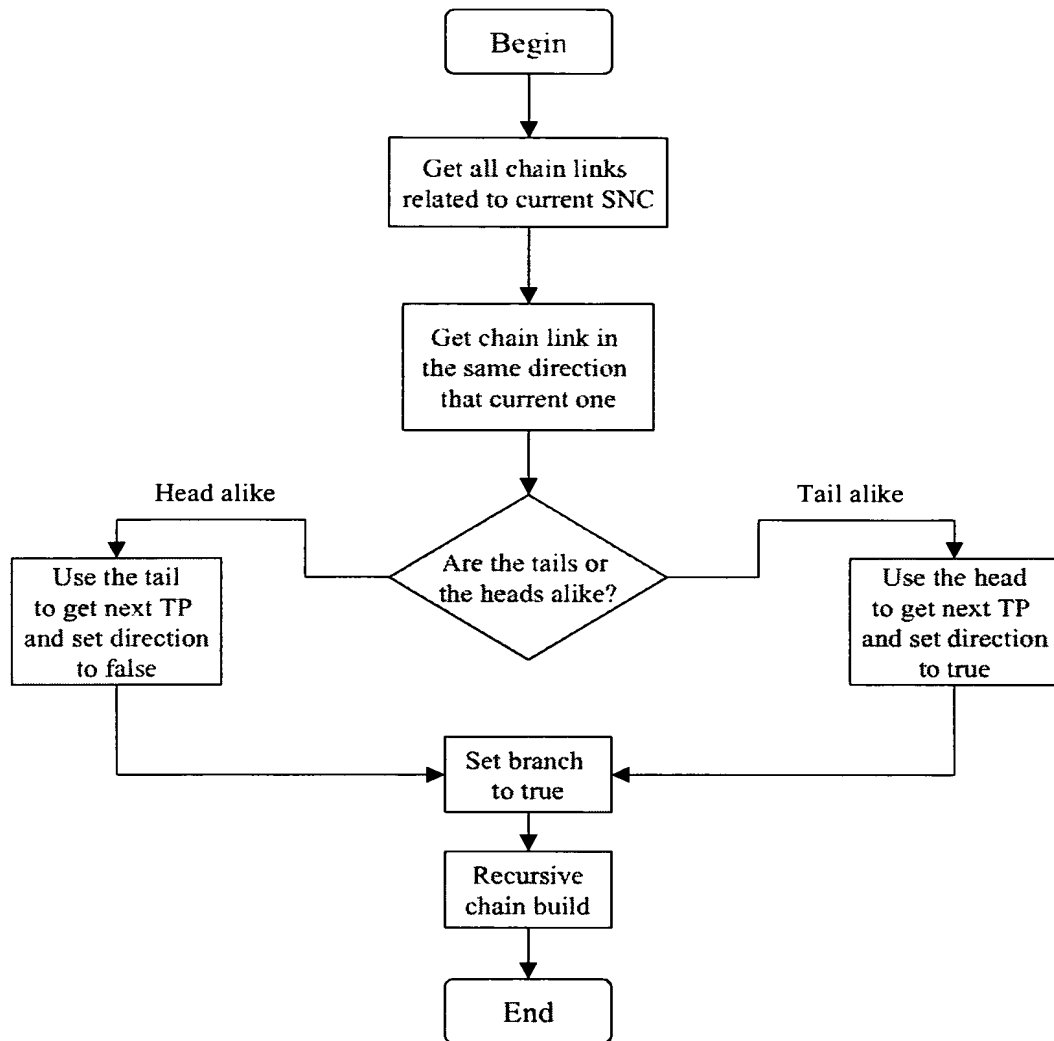 Begin
Get all chain links
related to current SNC
Get chain link in
the same direction
that current one
Head alike
Tail alike
Are the tails or
the heads alike?
Use the tail
to get next TP
and set direction
to false
Use the head
to get next TP
and set direction
to true
Set branch
to true
Recursive
chain build
End